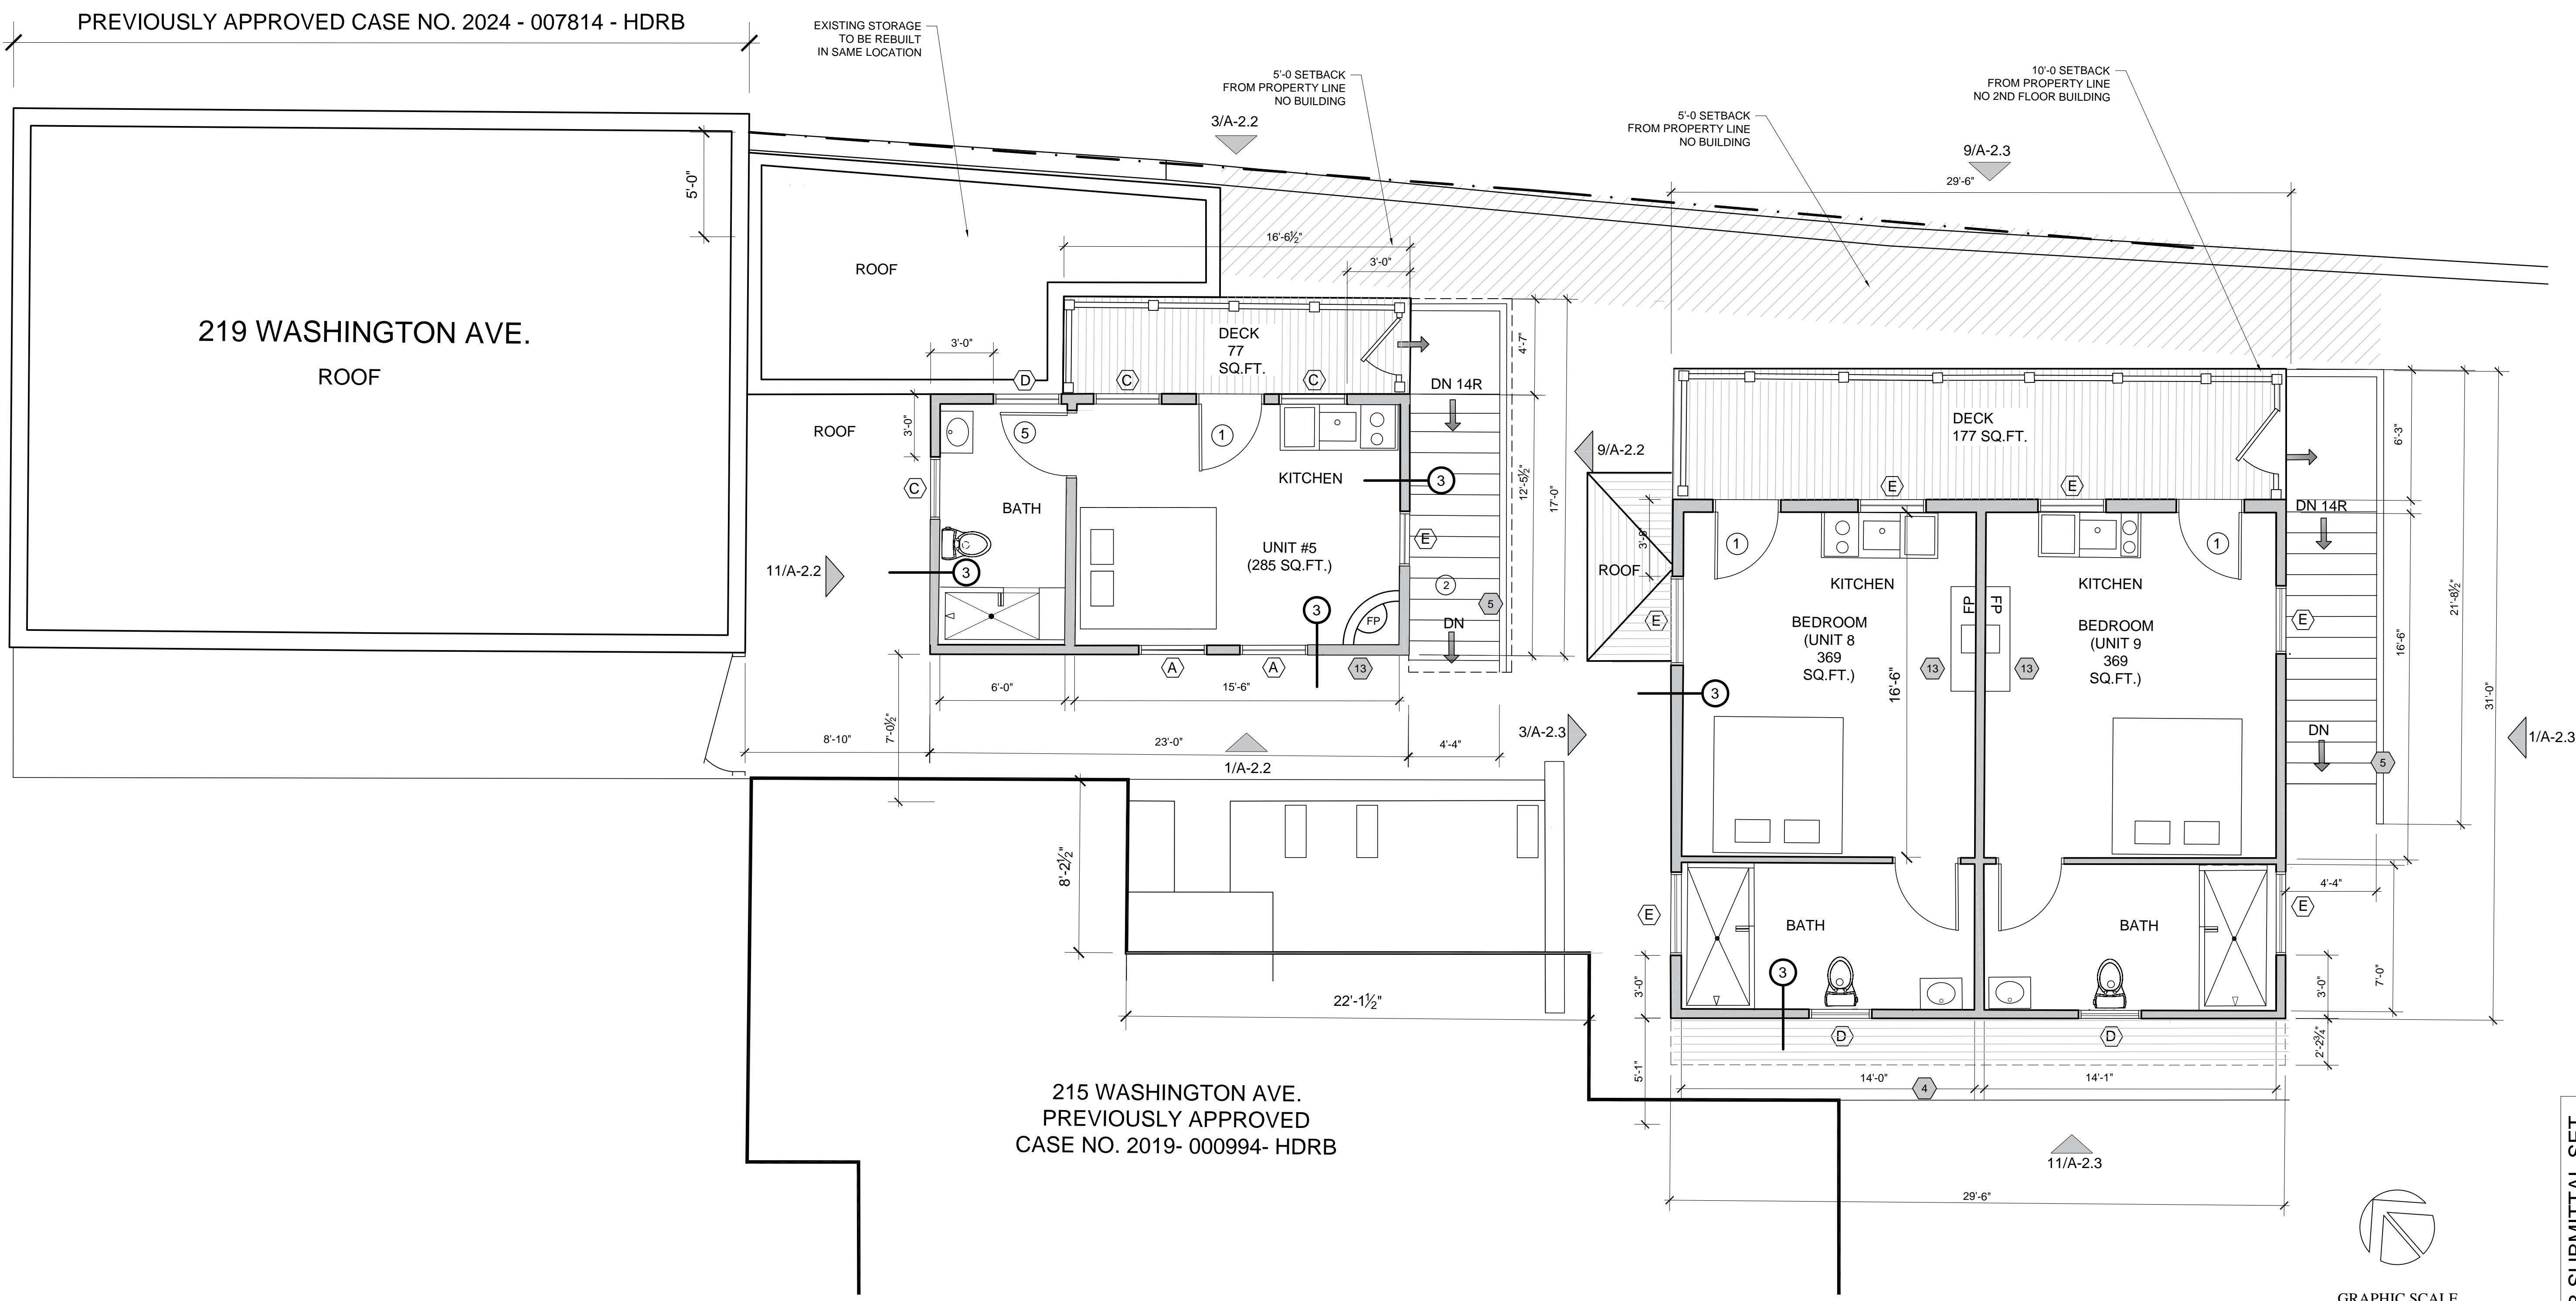 PREVIOUSLY APPROVED CASE NO. 2024 - 007814 - HDRB
EXISTING STORAGE
TO BE REBUILT
IN SAME LOCATION
5'-0 SETBACK
FROM PROPERTY LINE
NO BUILDING
3/A-2.2
5'-0 SETBACK
FROM PROPERTY LINE
NO BUILDING
10'-0 SETBACK
FROM PROPERTY LINE
NO 2ND FLOOR BUILDING
9/A-2.3
29'-6"
5'-0"
219 WASHINGTON AVE.
ROOF
ROOF
16'-6½"
3'-0"
3'-0"
DECK
77
SQ.FT.
D
C
C
4'-7"
DN 14R
ROOF
3'-0"
5
1
KITCHEN
3
C
BATH
12'-5½"
17'-0"
E
UNIT #5
(285 SQ.FT.)
11/A-2.2
3
3
FP
2
5
DN
A
A
13
6'-0"
15'-6"
7'-0½"
8'-10"
23'-0"
4'-4"
1/A-2.2
3/A-2.3
9/A-2.2
DECK
177 SQ.FT.
6'-3"
E
E
DN 14R
3'-8"
1
1
ROOF
KITCHEN
KITCHEN
FP
FP
E
E
BEDROOM
(UNIT 8
369
SQ.FT.)
BEDROOM
(UNIT 9
369
SQ.FT.)
13
13
16'-6"
16'-6"
21'-8½"
31'-0"
3
DN
5
1/A-2.3
8'-2½"
4'-4"
E
E
BATH
BATH
3
3'-0"
3'-0"
7'-0"
22'-1½"
D
D
2'-2¾"
5'-1"
14'-0"
4
14'-1"
215 WASHINGTON AVE.
PREVIOUSLY APPROVED
CASE NO. 2019- 000994- HDRB
11/A-2.3
29'-6"
GRAPHIC SCALE
SUBMITTAL SET